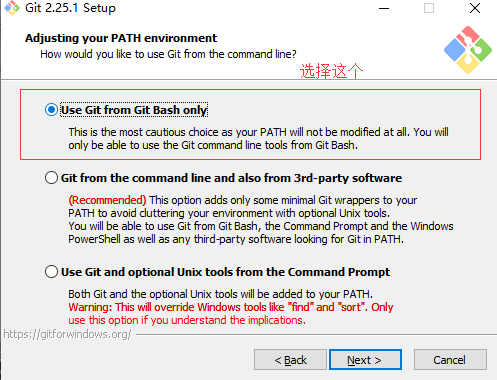 Git 2.25.1 Setup
Adjusting your PATH environment
How would you like to use Git from the command line?
选择这个
Use Git from Git Bash only
This is the most cautious choice as your PATH will not be modified at all. You will
only be able to use the Git command line tools from Git Bash.
Git from the command line and also from 3rd-party software
(Recommended) This option adds only some minimal Git wrappers to your
PATH to avoid cluttering your environment with optional Unix tools.
You will be able to use Git from Git Bash, the Command Prompt and the Windows
PowerShell as well as any third-party software looking for Git in PATH.
Use Git and optional Unix tools from the Command Prompt
Both Git and the optional Unix tools will be added to your PATH.
Warning: This will override Windows tools like "find" and "sort". Only
use this option if you understand the implications.
https://gitforwindows.org/
< Back
Next >
Cancel